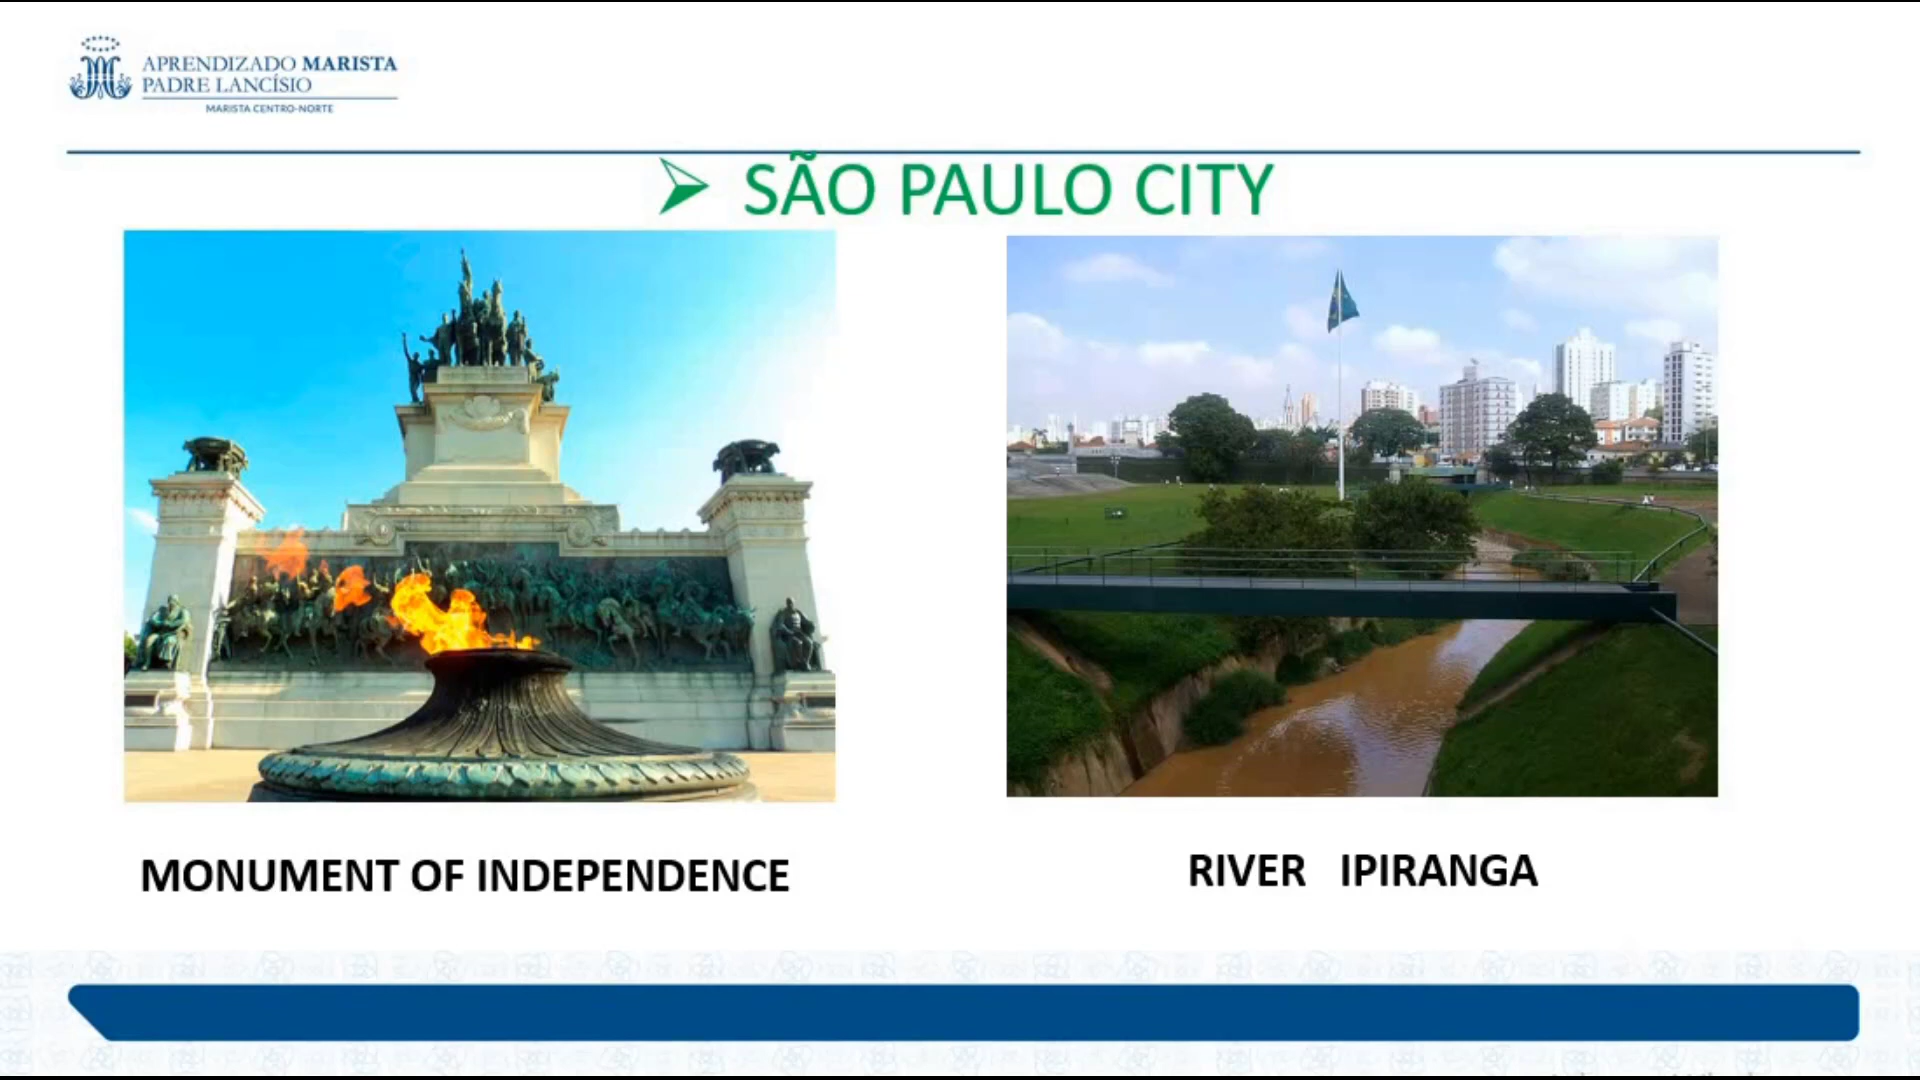 APRENDIZADO MARISTA
PADRE LANCÍSIO
MARISTA CENTRO-NORTE
SÃO PAULO CITY
MONUMENT OF INDEPENDENCE
RIVER IPIRANGA